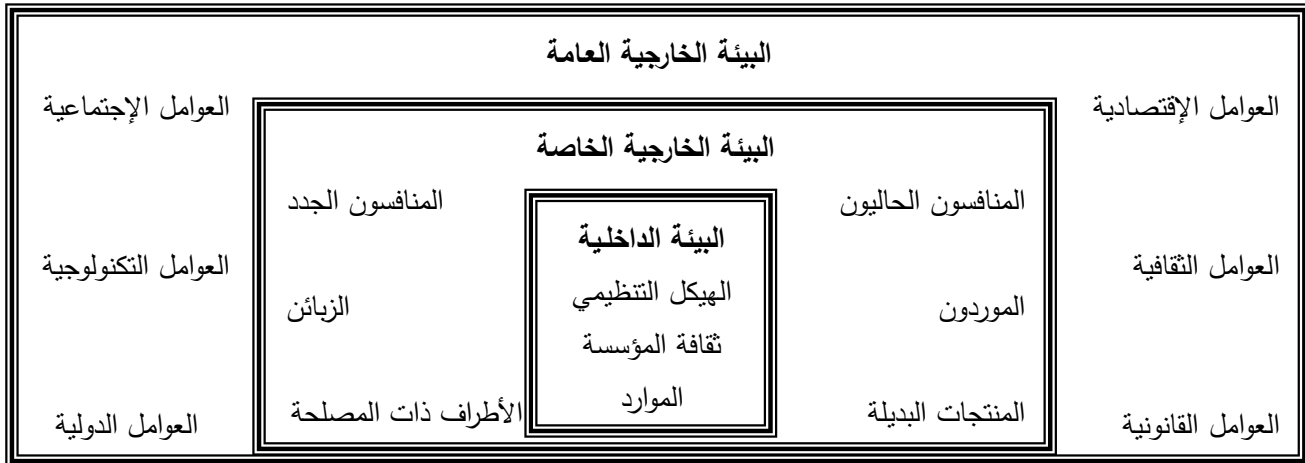 البيئة الخارجية العامة
العوامل الإقتصادية
العوامل الإجتماعية
البيئة الخارجية الخاصة
المنافسون الحاليون
المنافسون الجدد
البيئة الداخلية
العوامل الثقافية
العوامل التكنولوجية
الهيكل التنظيمي
الموردون
الزبائن
ثقافة المؤسسة
الموارد
المنتجات البديلة
الأطراف ذات المصلحة
العوامل القانونية
العوامل الدولية